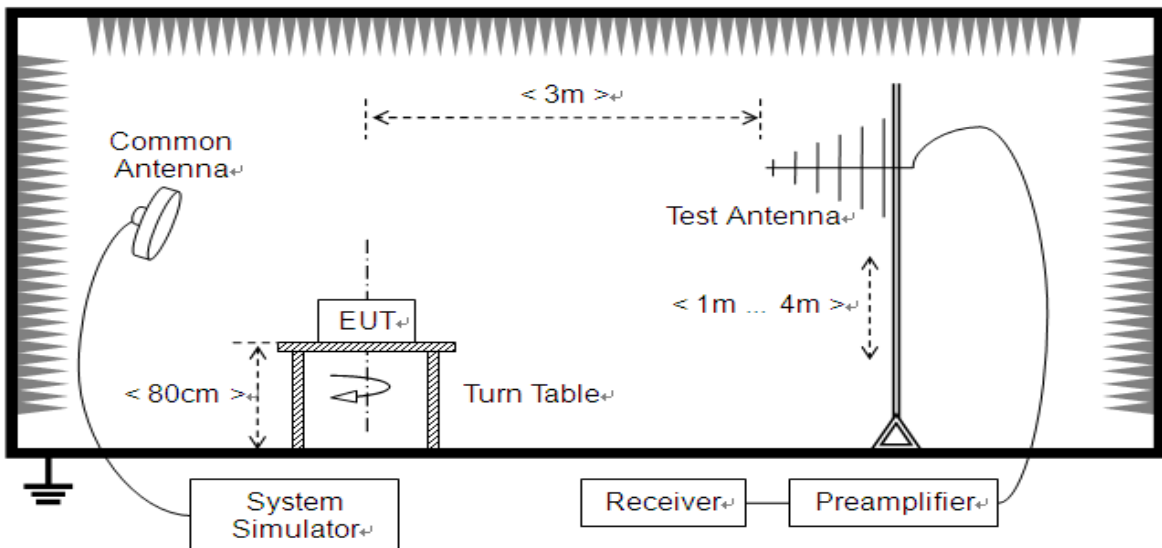 < 3m >↵
Common
Antenna↵
Test Antenna↵
< 1m ... 4m >↵
EUT↵
< 80cm >↵
Turn Table↵
System
Simulator↵
Receiver↵
Preamplifier↵